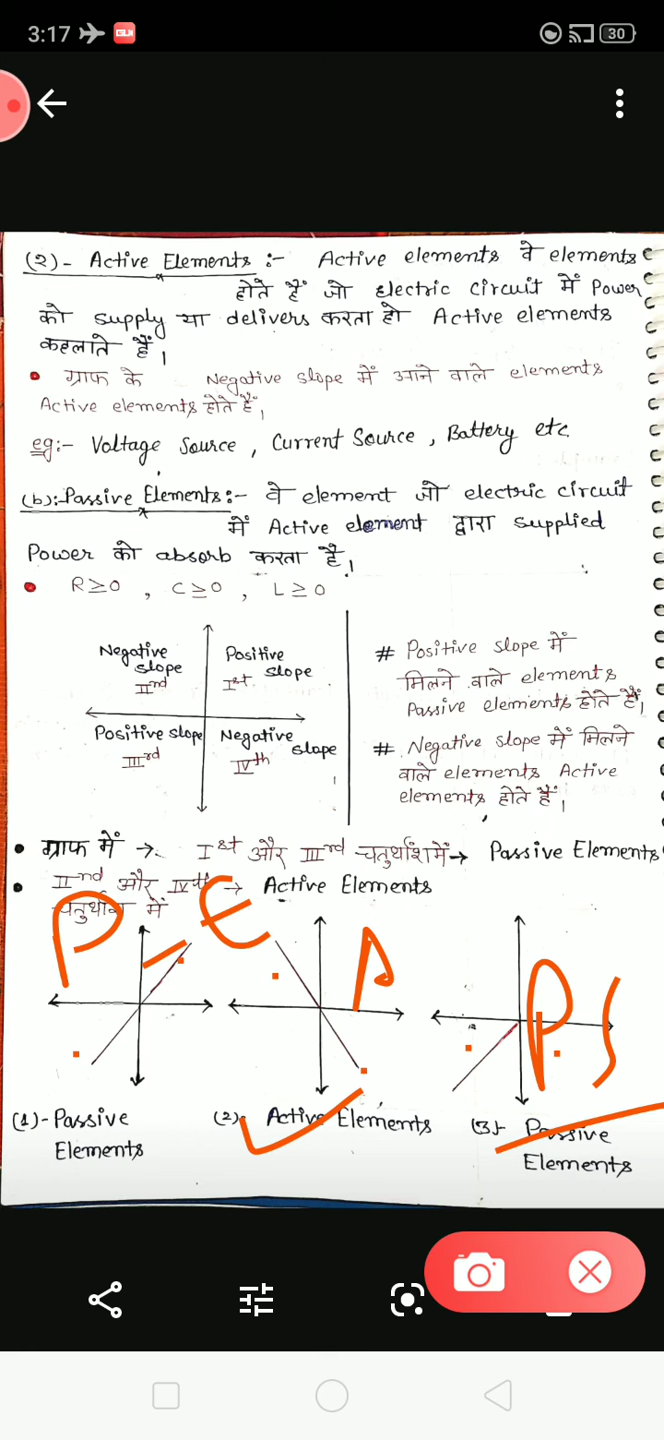 3:17
30
(२)- Active Elements :- Active elements वे elements
होते हैं जो electric circuit में Power
को supply या delivers करता हो Active elements
कहलाते हैं।
• ग्राफ के Negative slope में आने वाले elements
Active elements होते हैं,
eg:- Voltage Source, Current Source, Battery etc.
(b):Passive Elements:- वे element जो electric circuit
में Active element द्वारा supplied
Power को absorb करता है।
• R≥0 , C≥0 , L≥0
Negative slope IInd
Positive slope Ist
Positive slope IIIrd
Negative slope IVth
# Positive slope में
मिलने वाले elements
Passive elements होते हैं,
# Negative slope में मिलने
वाले elements Active
elements होते हैं,
• ग्राफ में → Ist और IIIrd चतुर्थांश में → Passive Elements
• IInd और IVth → Active Elements
चतुर्थांश में
P E A P S
(1)-Passive
Elements
(2)- Active Elements
(3)- Passive
Elements